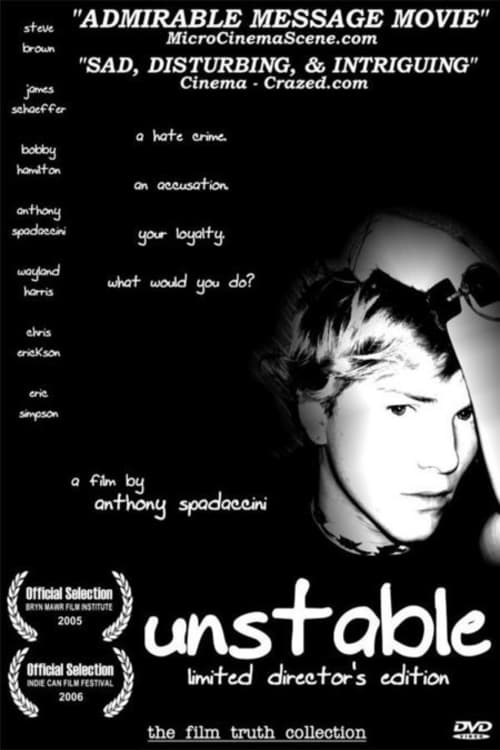 "ADMIRABLE MESSAGE MOVIE"
MicroCinemaScene.com
"SAD, DISTURBING, & INTRIGUING"
Cinema - Crazed.com
steve
brown
james
schaeffer
bobby
hamilton
anthony
spadaccini
wayland
harris
chris
erickson
eric
simpson
a hate crime.
an accusation.
your loyalty.
what would you do?
a film by
anthony spadaccini
Official Selection
BRYN MAWR FILM INSTITUTE
2005
Official Selection
INDIE CAN FILM FESTIVAL
2006
unstable
limited director's edition
the film truth collection
DVD
VIDEO